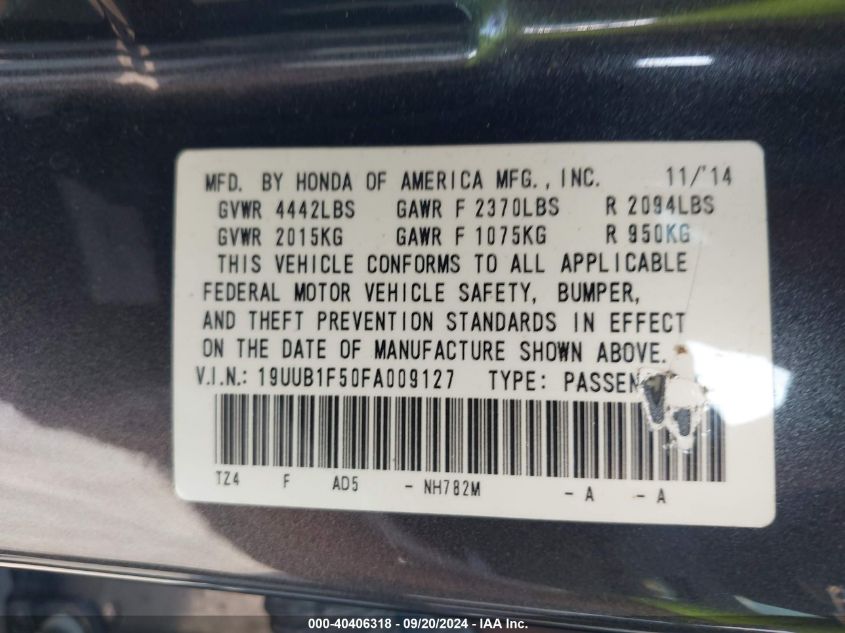 MFD. BY HONDA OF AMERICA MFG., INC. 11/'14
GVWR 4442LBS GAWR F 2370LBS R 2094LBS
GVWR 2015KG GAWR F 1075KG R 950KG
THIS VEHICLE CONFORMS TO ALL APPLICABLE
FEDERAL MOTOR VEHICLE SAFETY, BUMPER,
AND THEFT PREVENTION STANDARDS IN EFFECT
ON THE DATE OF MANUFACTURE SHOWN ABOVE.
V.I.N.: 19UUB1F50FA009127 TYPE: PASSEN
TZ4 F AD5 - NH782M - A - A
000-40406318 - 09/20/2024 - IAA Inc.